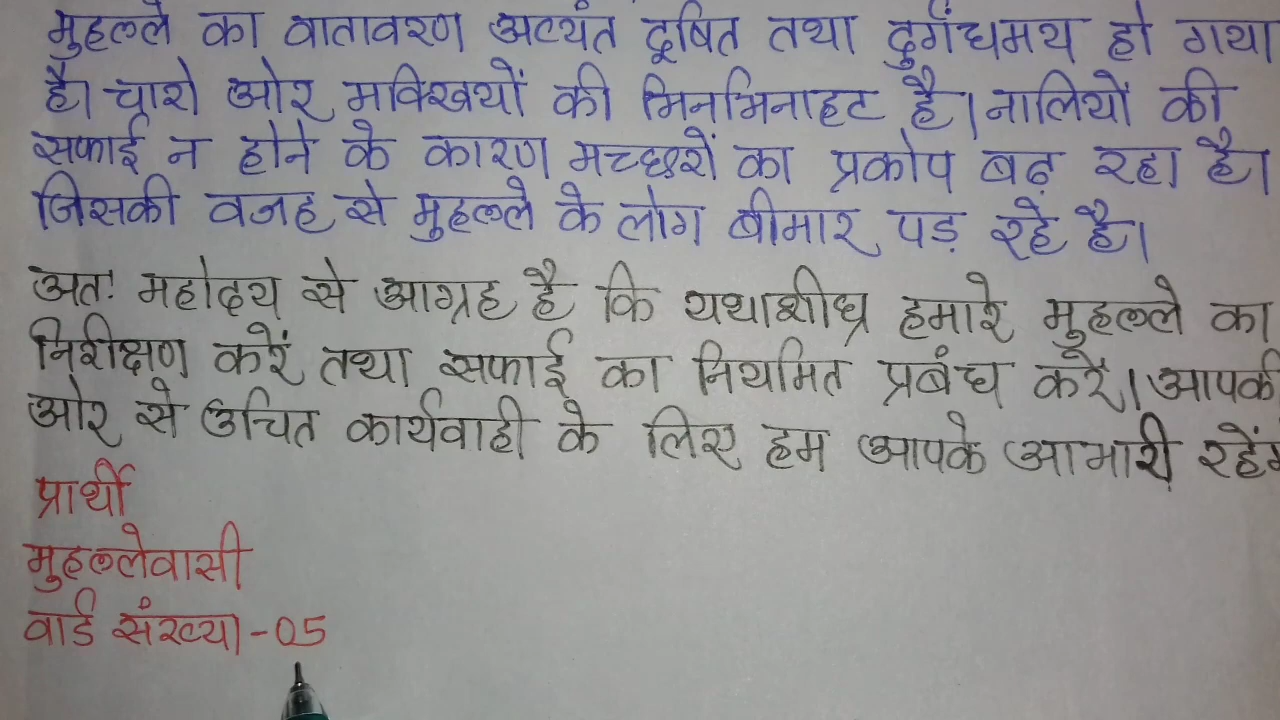 मुहल्ले का वातावरण अत्यंत दूषित तथा दुर्गंधमय हो गया
है। चारो ओर मक्खियों की भिनभिनाहट है। नालियों की
सफाई न होने के कारण मच्छरों का प्रकोप बढ़ रहा है।
जिसकी वजह से मुहल्ले के लोग बीमार पड़ रहे है।
अतः महोदय से आग्रह है कि यथाशीघ्र हमारे मुहल्ले का
निरीक्षण करें तथा सफाई का नियमित प्रबंध करें। आपकी
ओर से उचित कार्यवाही के लिए हम आपके आभारी रहेंगे
प्रार्थी
मुहल्लेवासी
वार्ड संख्या - 05